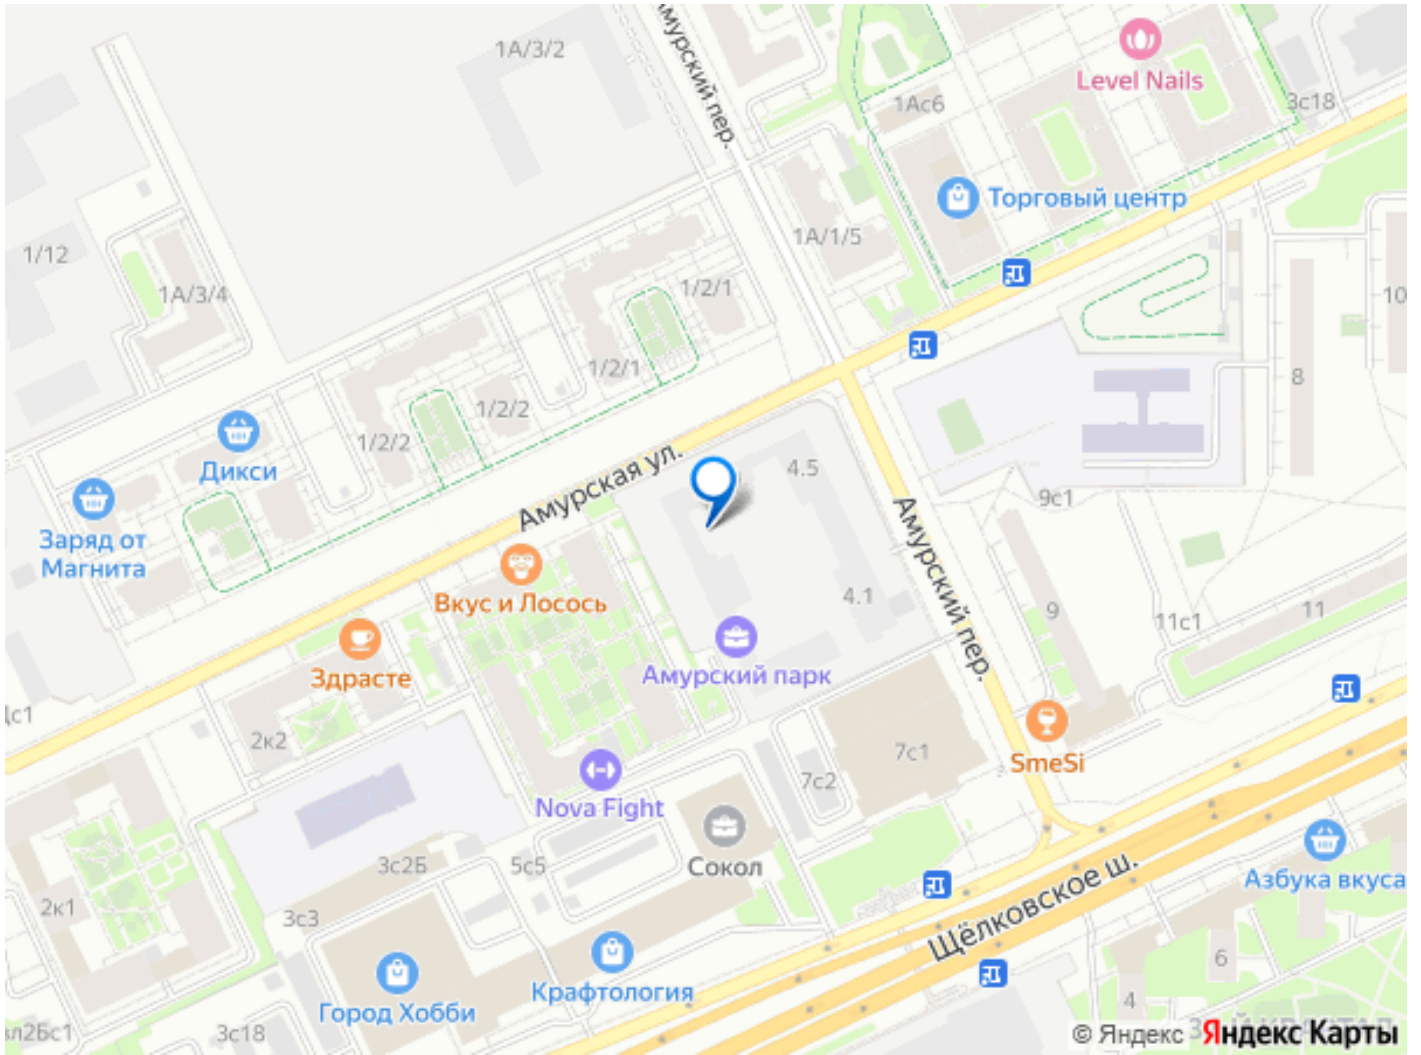 1А/3/2
Амурский пер.
Level Nails
1Ас6
3с18
Торговый центр
1/12
1А/1/5
1А/3/4
1/2/1
10
1/2/1
8
1/2/2
1/2/2
Дикси
Амурская ул.
4.5
9с1
Заряд от
Магнита
Амурский пер.
Вкус и Лосось
4.1
9
11с1
11
Здрасте
Амурский парк
2к2
7с1
7с2
SmeSi
Nova Fight
3с2Б
5с5
Сокол
Щёлковское ш.
Азбука вкуса
2к1
3с3
6
Крафтология
4
Город Хобби
3с18
© Яндекс
Яндекс Карты